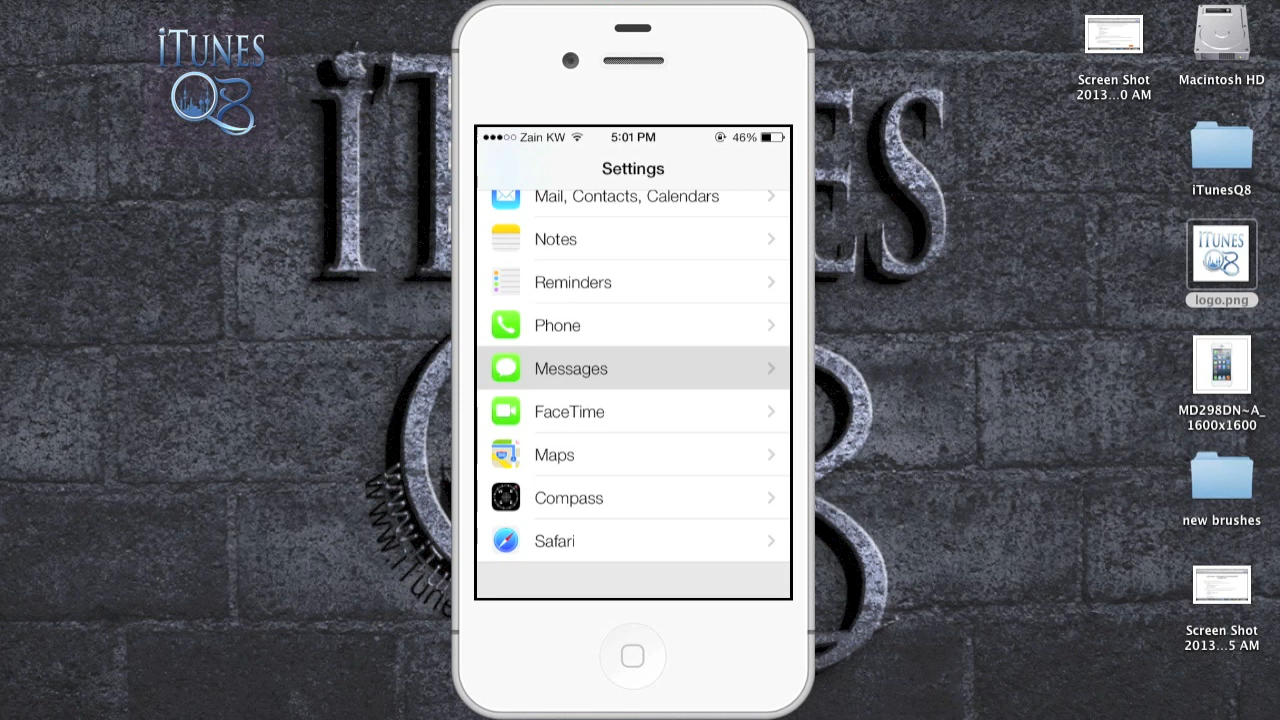 iTUNES
Q8
Zain KW
5:01 PM
46%
Settings
Mail, Contacts, Calendars
Notes
Reminders
Phone
Messages
FaceTime
Maps
Compass
Safari
Screen Shot
2013...0 AM
Macintosh HD
iTunesQ8
iTUNES
Q8
logo.png
MD298DN~A_
1600x1600
new brushes
Screen Shot
2013...5 AM